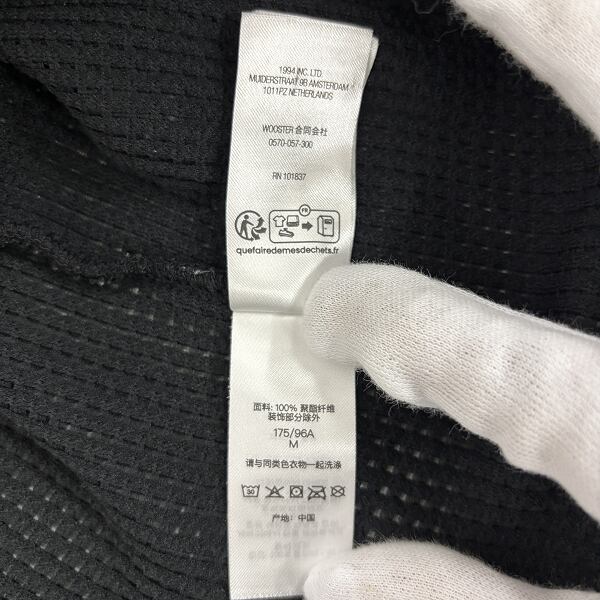 1994 INC. LTD
MUIDERSTRAAT 9B AMSTERDAM
1011PZ NETHERLANDS
WOOSTER 合同会社
0570-057-300
RN 101837
FR
quefairedemesdechets.fr
面料: 100% 聚酯纤维
装饰部分除外
175/96A
M
请与同类色衣物一起洗涤
30
产地: 中国